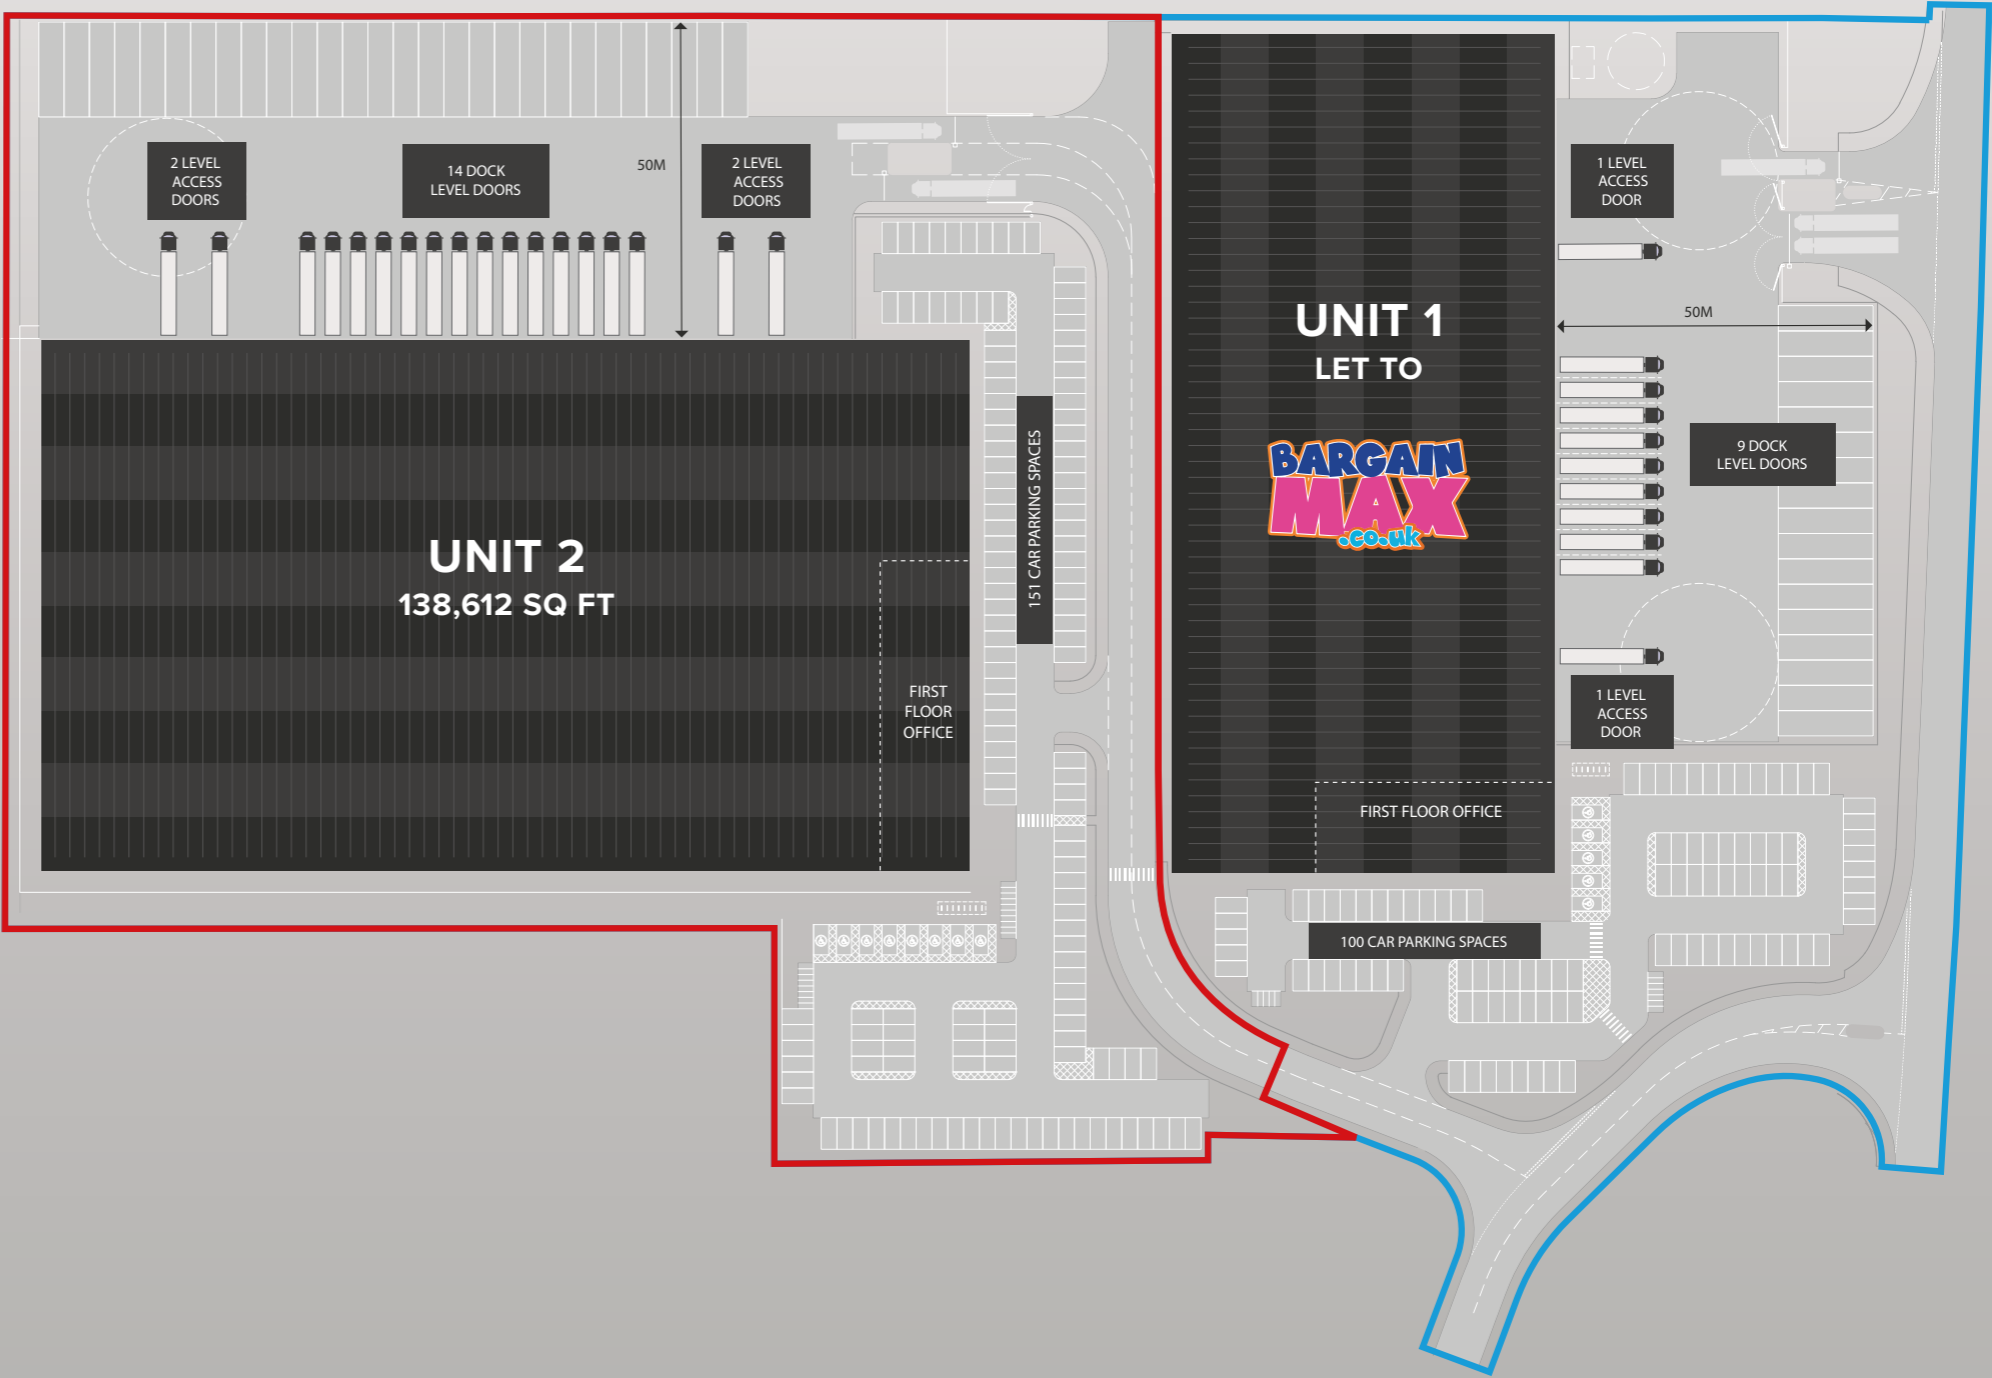 2 LEVEL
ACCESS
DOORS
14 DOCK
LEVEL DOORS
50M
2 LEVEL
ACCESS
DOORS
UNIT 2
138,612 SQ FT
FIRST
FLOOR
OFFICE
151 CAR PARKING SPACES
UNIT 1
LET TO
BARGAIN
MAX
.co.uk
FIRST FLOOR OFFICE
1 LEVEL
ACCESS
DOOR
50M
9 DOCK
LEVEL DOORS
1 LEVEL
ACCESS
DOOR
100 CAR PARKING SPACES